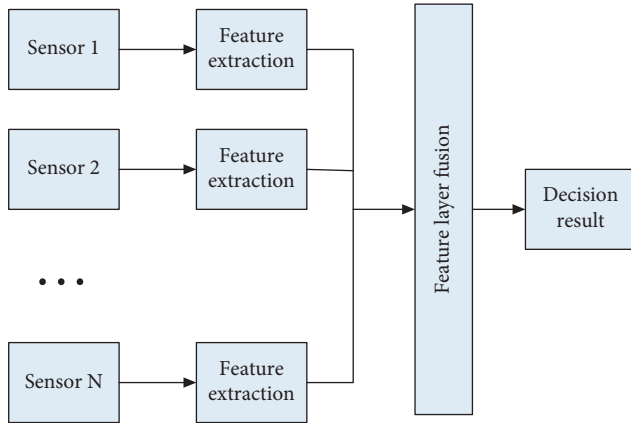 Sensor 1
Feature
extraction
Sensor 2
Feature
extraction
Feature layer fusion
Decision
result
• • •
Sensor N
Feature
extraction